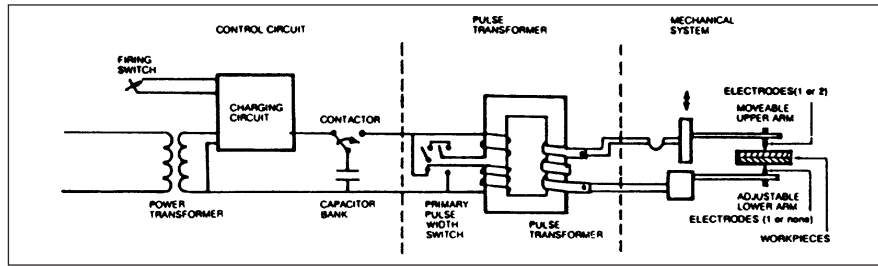 CONTROL CIRCUIT
PULSE
TRANSFORMER
MECHANICAL
SYSTEM
FIRING
SWITCH
CHARGING
CIRCUIT
CONTACTOR
ELECTRODES(1 or 2)
MOVEABLE
UPPER ARM
POWER
TRANSFORMER
CAPACITOR
BANK
PRIMARY
PULSE
WIDTH
SWITCH
PULSE
TRANSFORMER
ADJUSTABLE
LOWER ARM
ELECTRODES (1 or none)
WORKPIECES